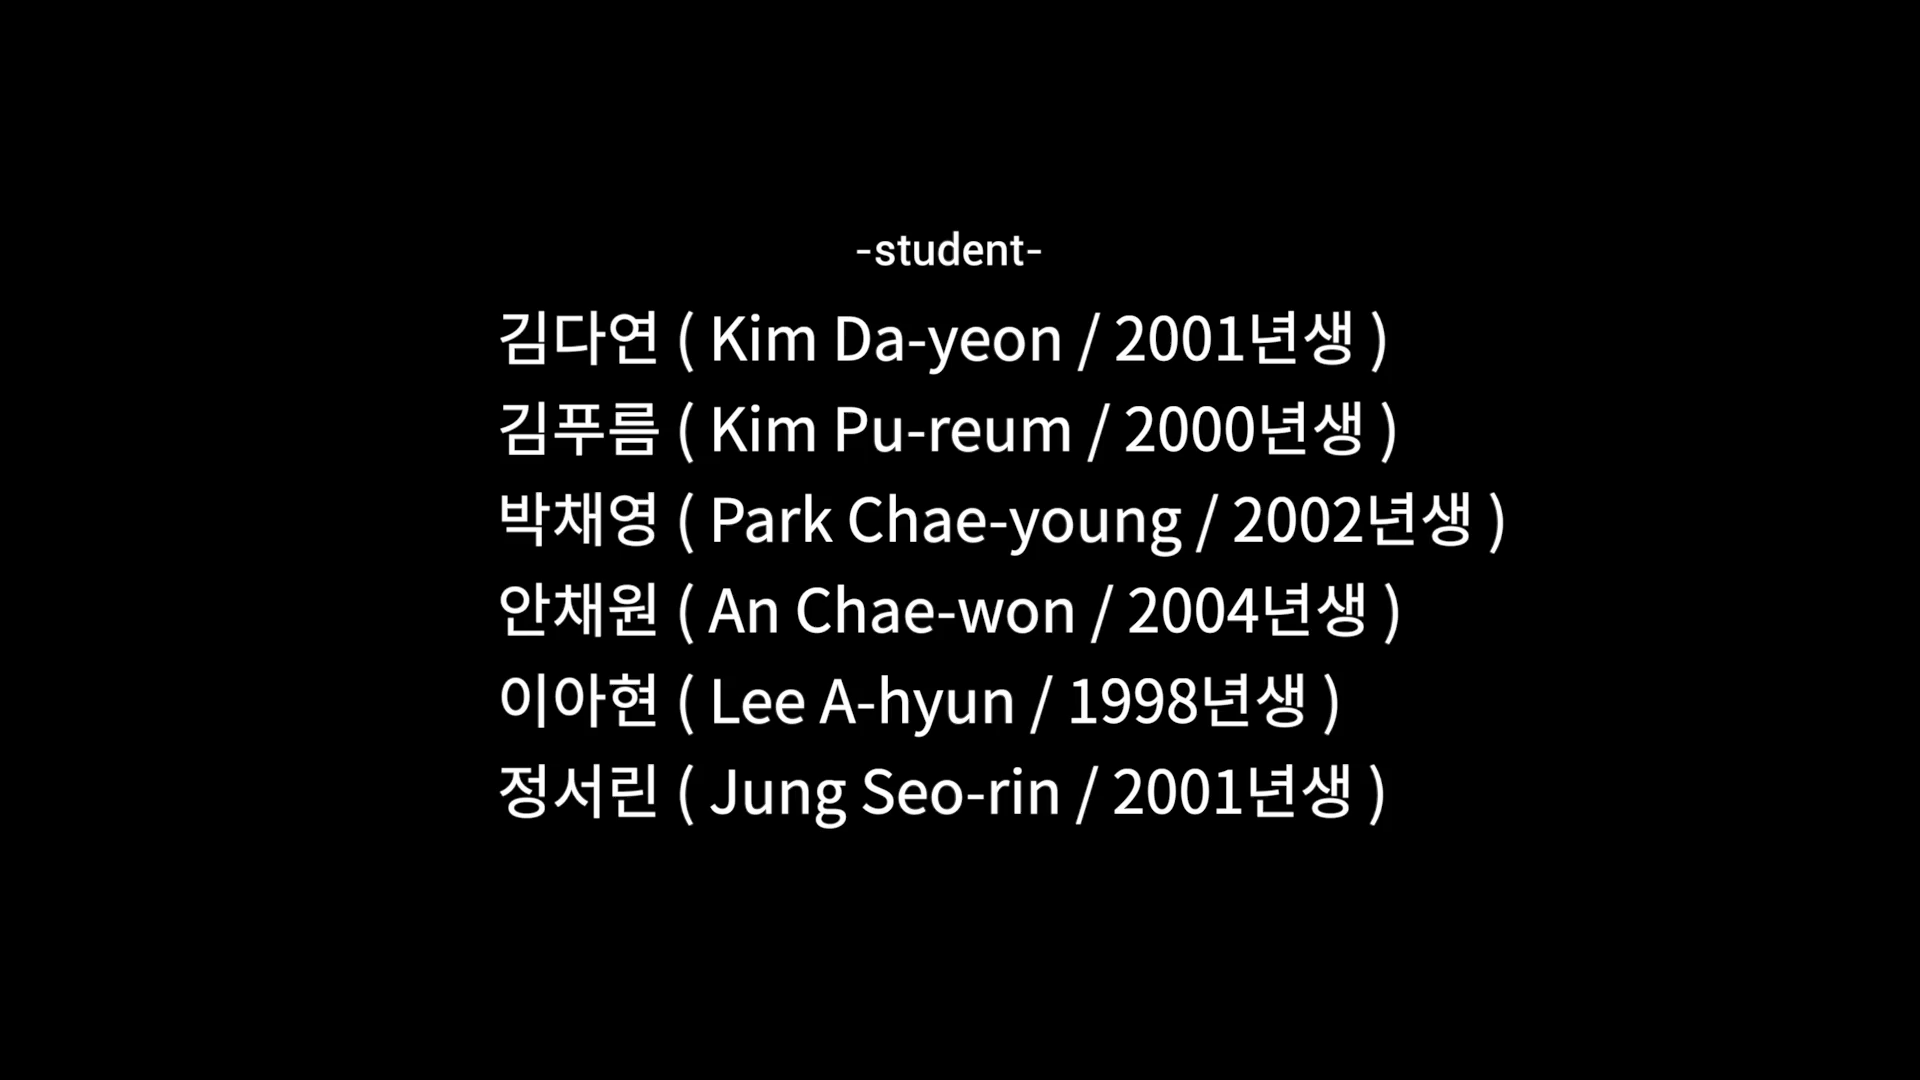 -student-
김다연 ( Kim Da-yeon / 2001년생 )
김푸름 ( Kim Pu-reum / 2000년생 )
박채영 ( Park Chae-young / 2002년생 )
안채원 ( An Chae-won / 2004년생 )
이아현 ( Lee A-hyun / 1998년생 )
정서린 ( Jung Seo-rin / 2001년생 )